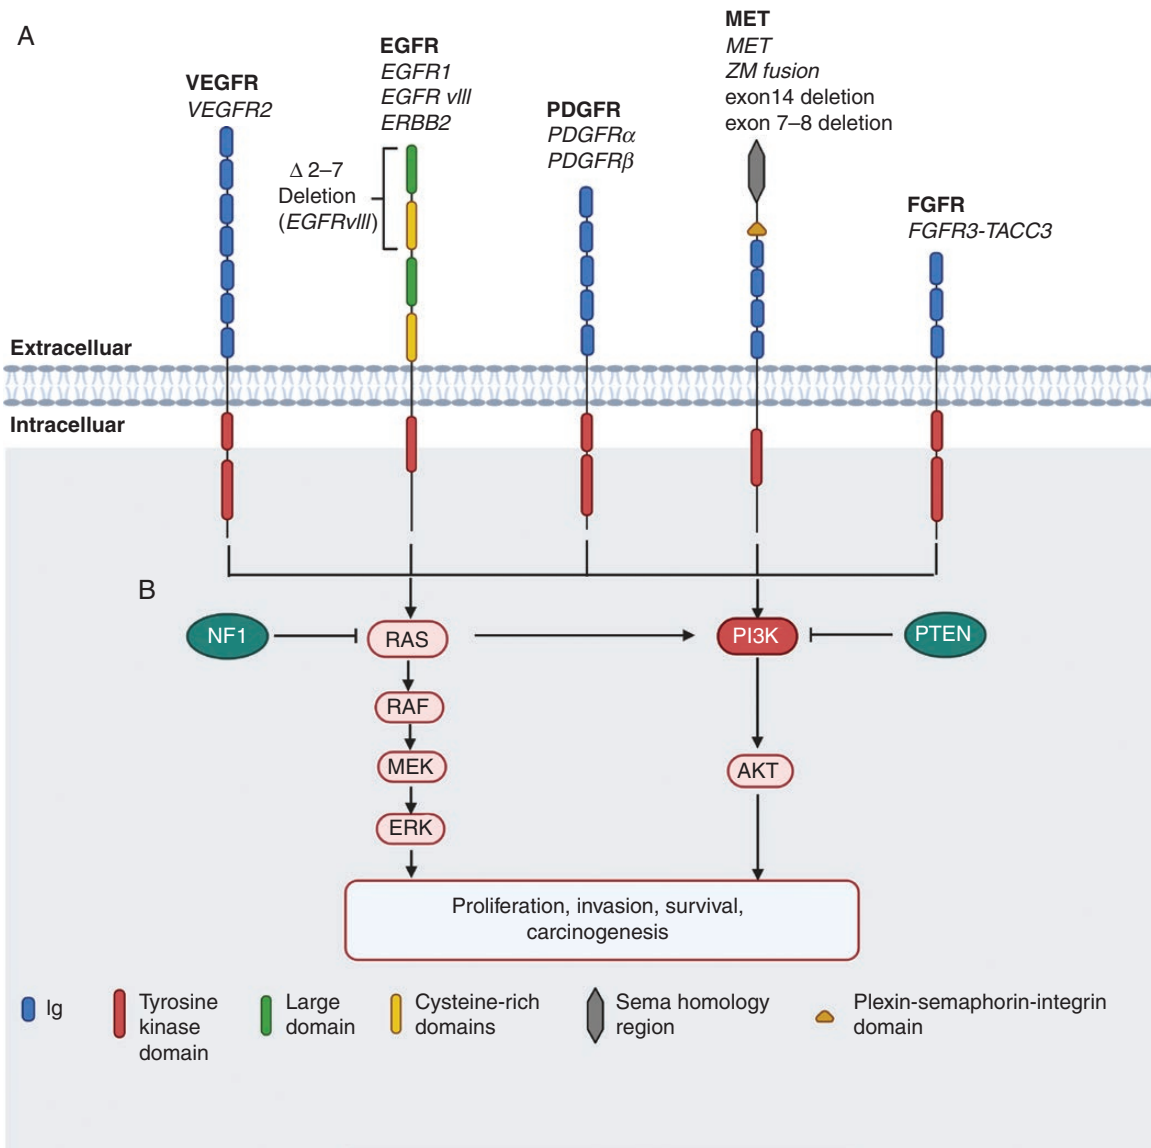 A
VEGFR
VEGFR2
EGFR
EGFR1
EGFR vIII
ERBB2
Δ 2–7
Deletion
(EGFRvIII)
PDGFR
PDGFRα
PDGFRβ
MET
MET
ZM fusion
exon14 deletion
exon 7–8 deletion
FGFR
FGFR3-TACC3
Extracelluar
Intracelluar
B
NF1
RAS
PI3K
PTEN
RAF
MEK
AKT
ERK
Proliferation, invasion, survival,
carcinogenesis
Ig
Tyrosine
kinase
domain
Large
domain
Cysteine-rich
domains
Sema homology
region
Plexin-semaphorin-integrin
domain